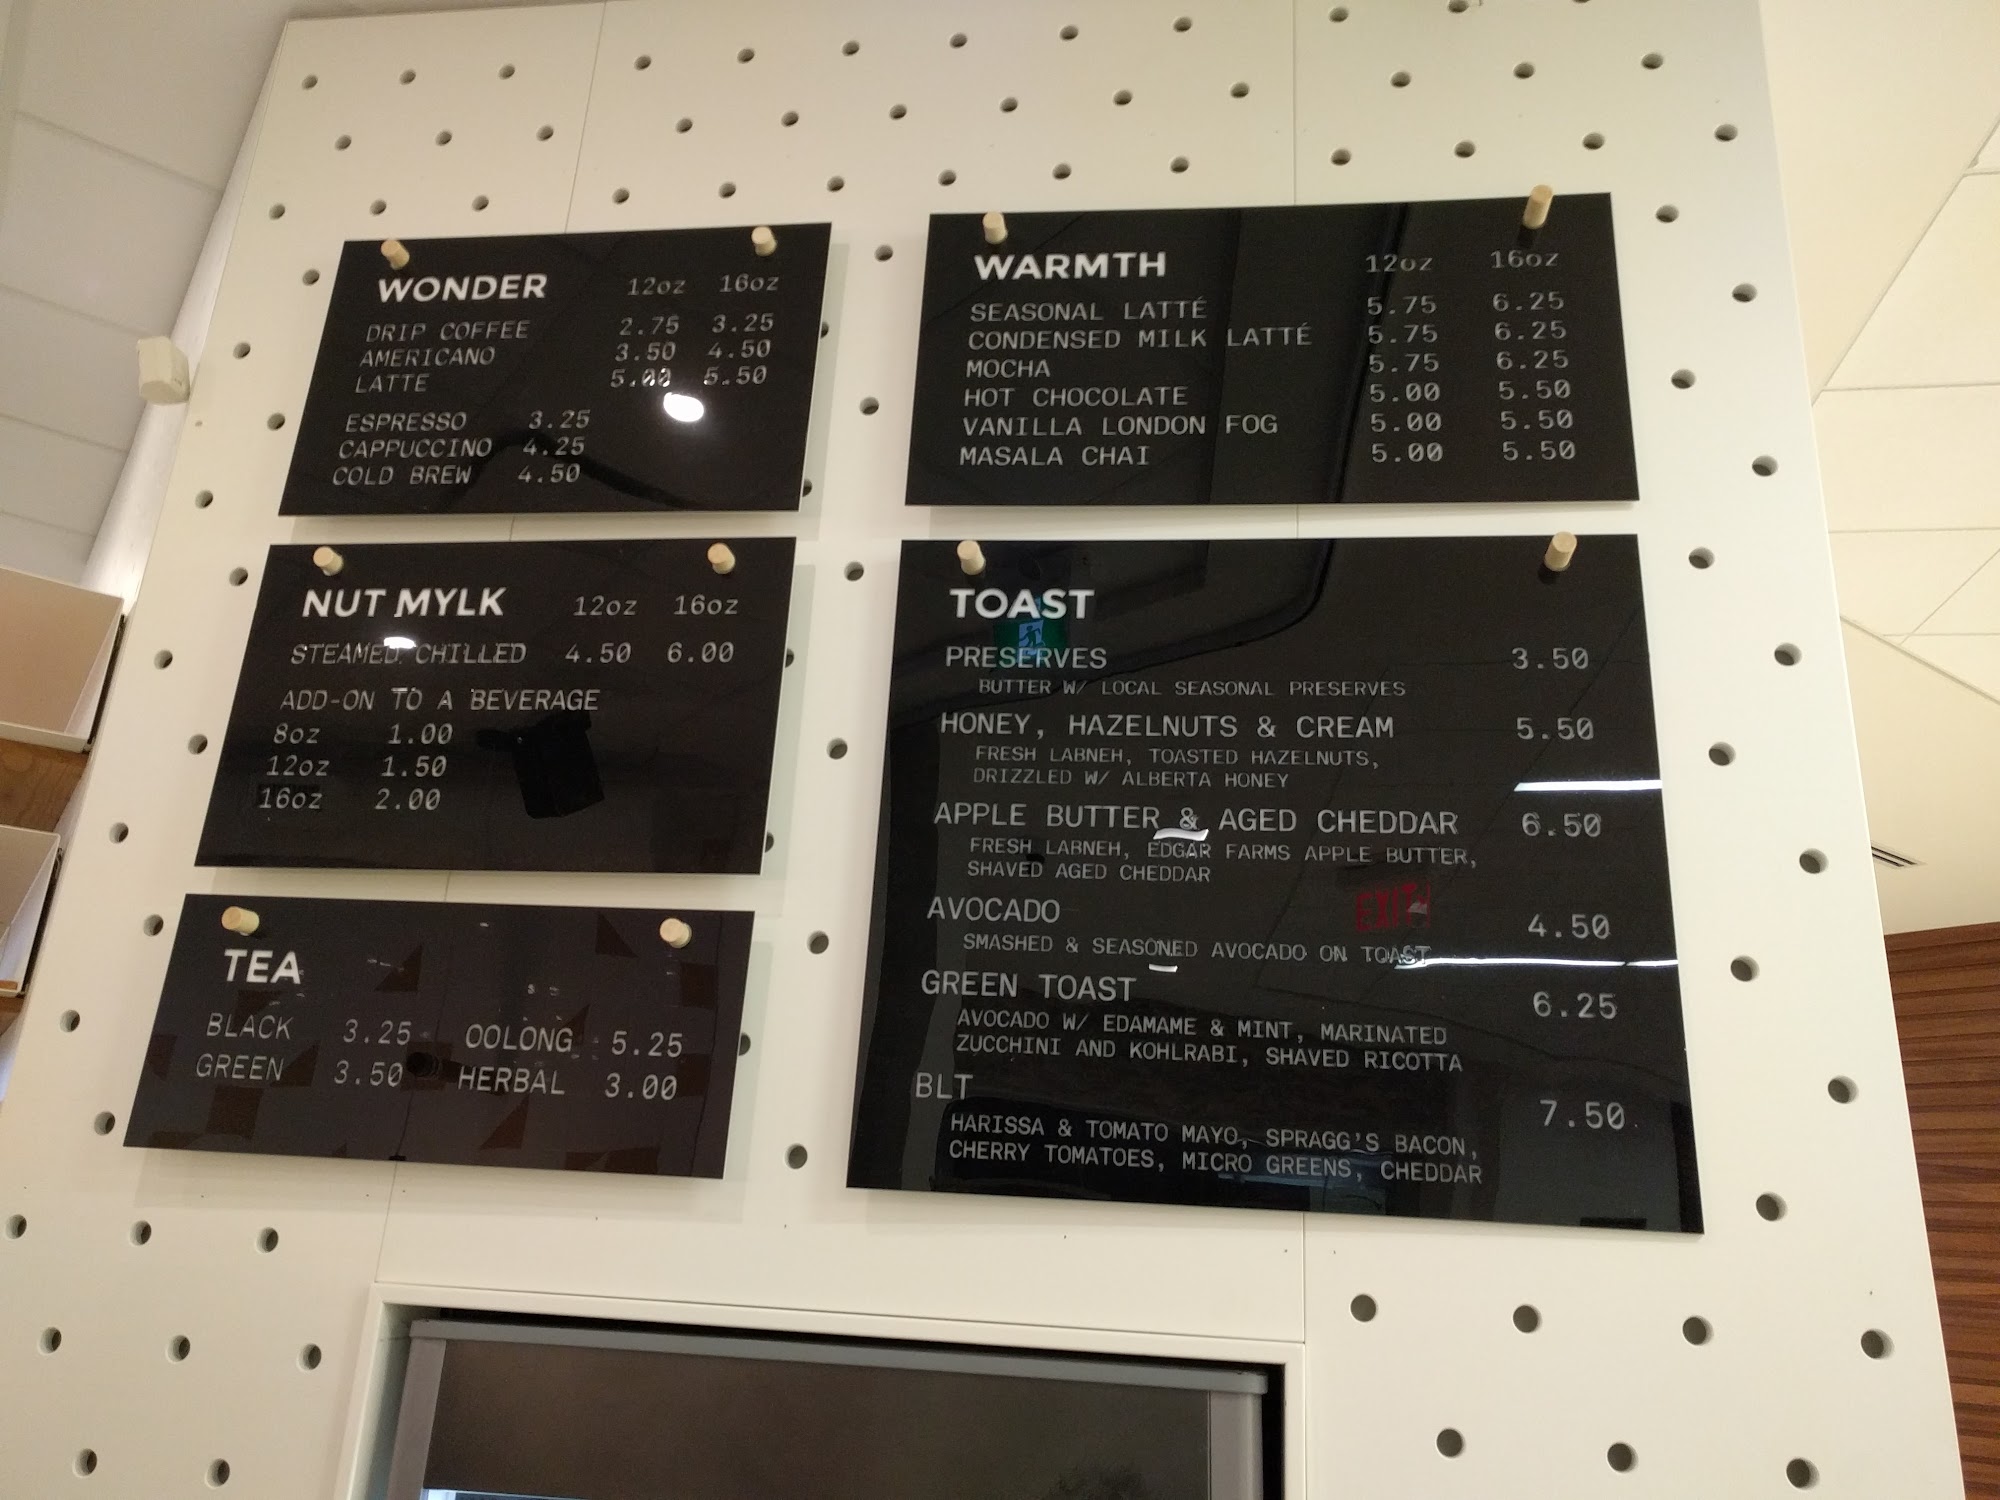 WONDER 12oz 16oz
DRIP COFFEE 2.75 3.25
AMERICANO 3.50 4.50
LATTE 5.00 5.50
ESPRESSO 3.25
CAPPUCCINO 4.25
COLD BREW 4.50
WARMTH 12oz 16oz
SEASONAL LATTÉ 5.75 6.25
CONDENSED MILK LATTÉ 5.75 6.25
MOCHA 5.75 6.25
HOT CHOCOLATE 5.00 5.50
VANILLA LONDON FOG 5.00 5.50
MASALA CHAI 5.00 5.50
NUT MYLK 12oz 16oz
STEAMED CHILLED 4.50 6.00
ADD-ON TO A BEVERAGE
8oz 1.00
12oz 1.50
16oz 2.00
TEA
BLACK 3.25 OOLONG 5.25
GREEN 3.50 HERBAL 3.00
TOAST
PRESERVES 3.50
BUTTER W/ LOCAL SEASONAL PRESERVES
HONEY, HAZELNUTS & CREAM 5.50
FRESH LABNEH, TOASTED HAZELNUTS,
DRIZZLED W/ ALBERTA HONEY
APPLE BUTTER & AGED CHEDDAR 6.50
FRESH LABNEH, EDGAR FARMS APPLE BUTTER,
SHAVED AGED CHEDDAR
AVOCADO 4.50
SMASHED & SEASONED AVOCADO ON TOAST
GREEN TOAST 6.25
AVOCADO W/ EDAMAME & MINT, MARINATED
ZUCCHINI AND KOHLRABI, SHAVED RICOTTA
BLT 7.50
HARISSA & TOMATO MAYO, SPRAGG'S BACON,
CHERRY TOMATOES, MICRO GREENS, CHEDDAR
EXIT